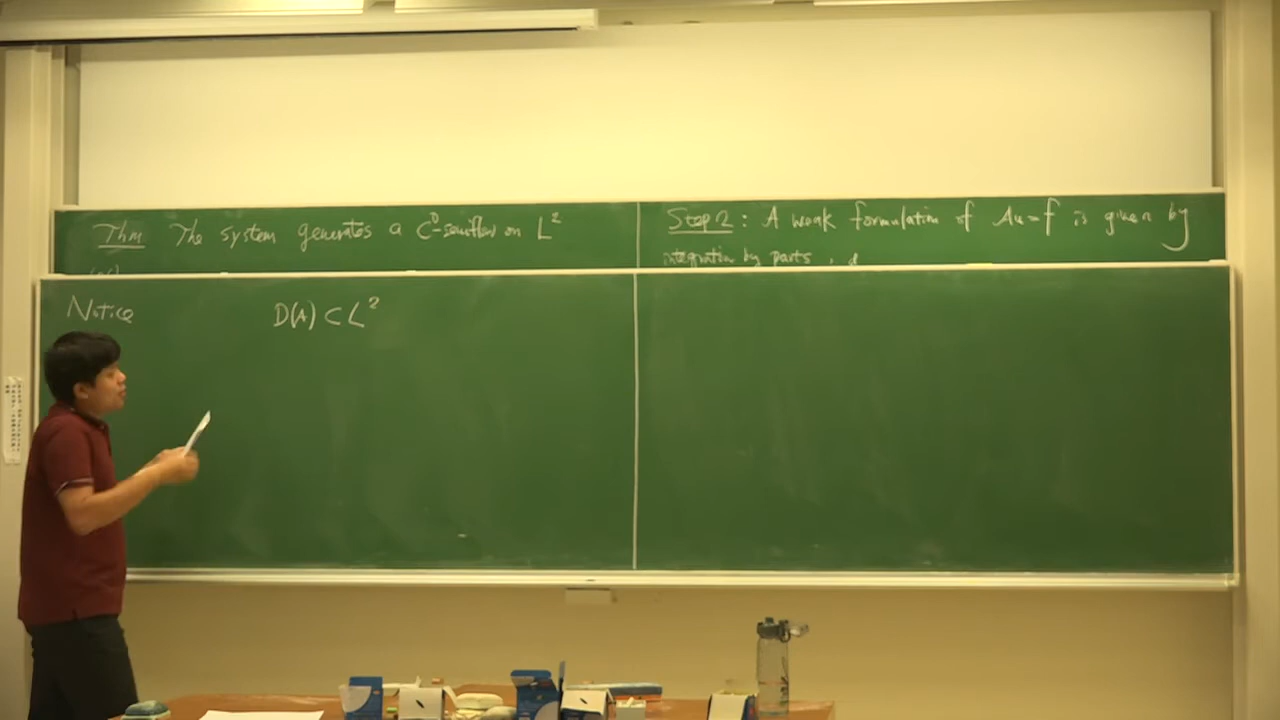 Thm The system generates a C⁰-semiflow on L²
Step 2 : A weak formulation of Au=f is given by
integration by parts ,
Notice D(A) ⊂ L²